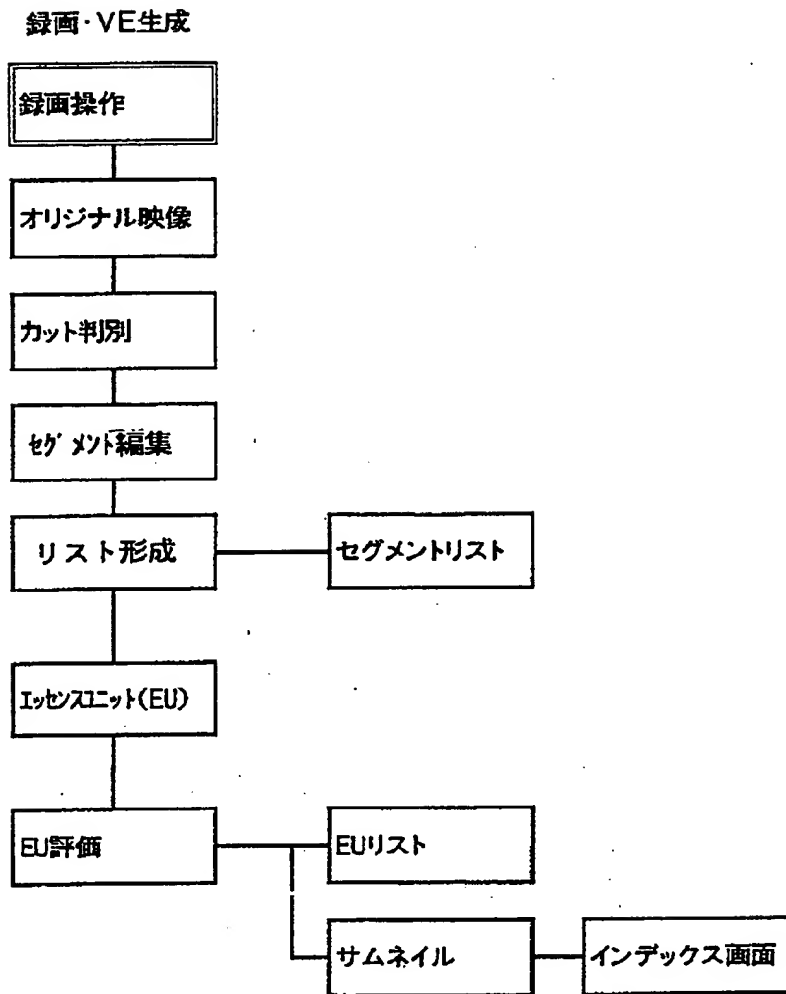 録画・VE生成
録画操作
オリジナル映像
カット判別
セグメント編集
リスト形成
セグメントリスト
エッセンスユニット(EU)
EU評価
EUリスト
サムネイル
インデックス画面